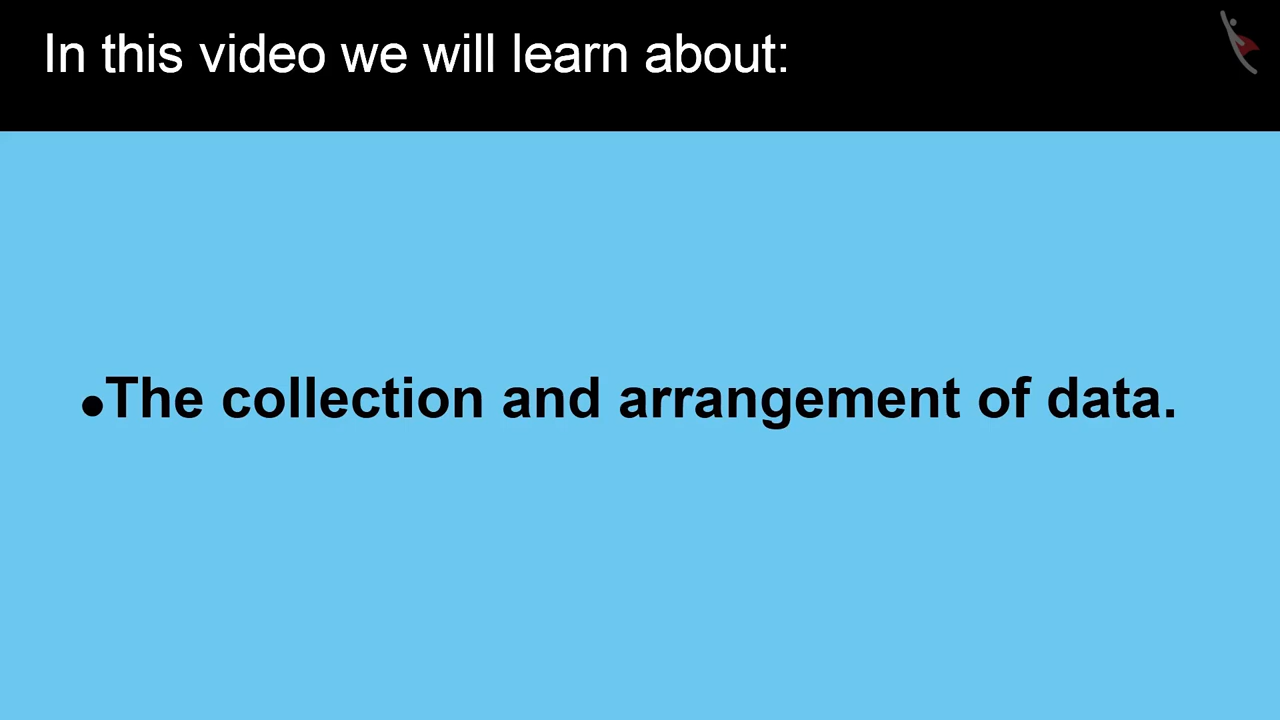 In this video we will learn about:
•The collection and arrangement of data.